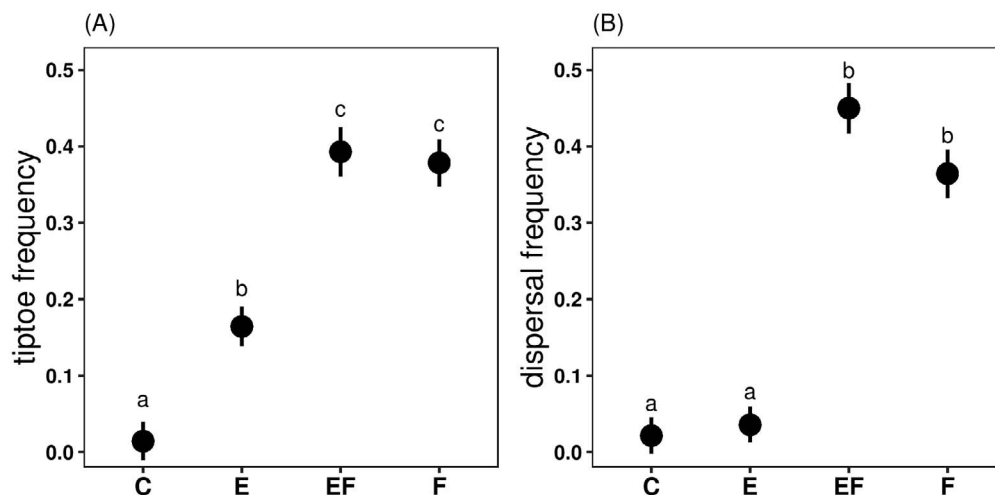 (A)
tiptoe frequency
0.5
0.4
0.3
0.2
0.1
0.0
a
b
c
c
C E EF F
(B)
dispersal frequency
0.5
0.4
0.3
0.2
0.1
0.0
a
a
b
b
C E EF F